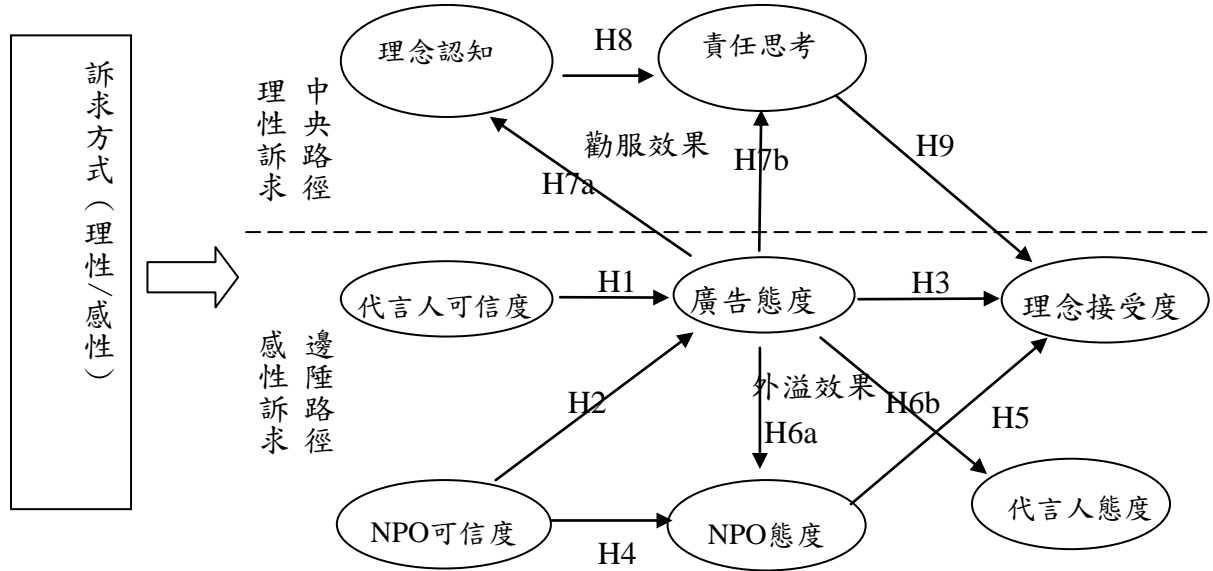 訴求方式（理性/感性）
中央路徑
理性訴求
邊陲路徑
感性訴求
理念認知
H8
責任思考
勸服效果
H7a
H7b
H9
代言人可信度
H1
廣告態度
H3
理念接受度
H2
外溢效果
H6a
H6b
H5
NPO可信度
H4
NPO態度
代言人態度